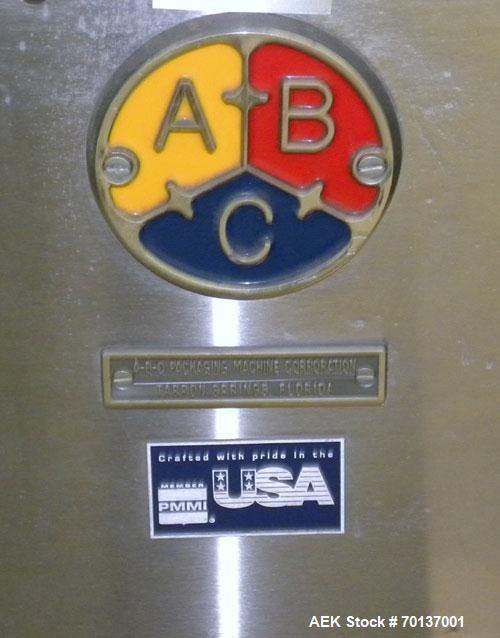 A B
C
A-B-C PACKAGING MACHINE CORPORATION
TARPON SPRINGS, FLORIDA
Crafted with pride in the
MEMBER
USA
PMMI
AEK Stock # 70137001